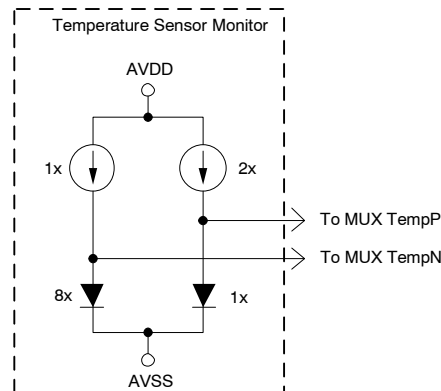 Temperature Sensor Monitor
AVDD
1x
2x
To MUX TempP
To MUX TempN
8x
1x
AVSS